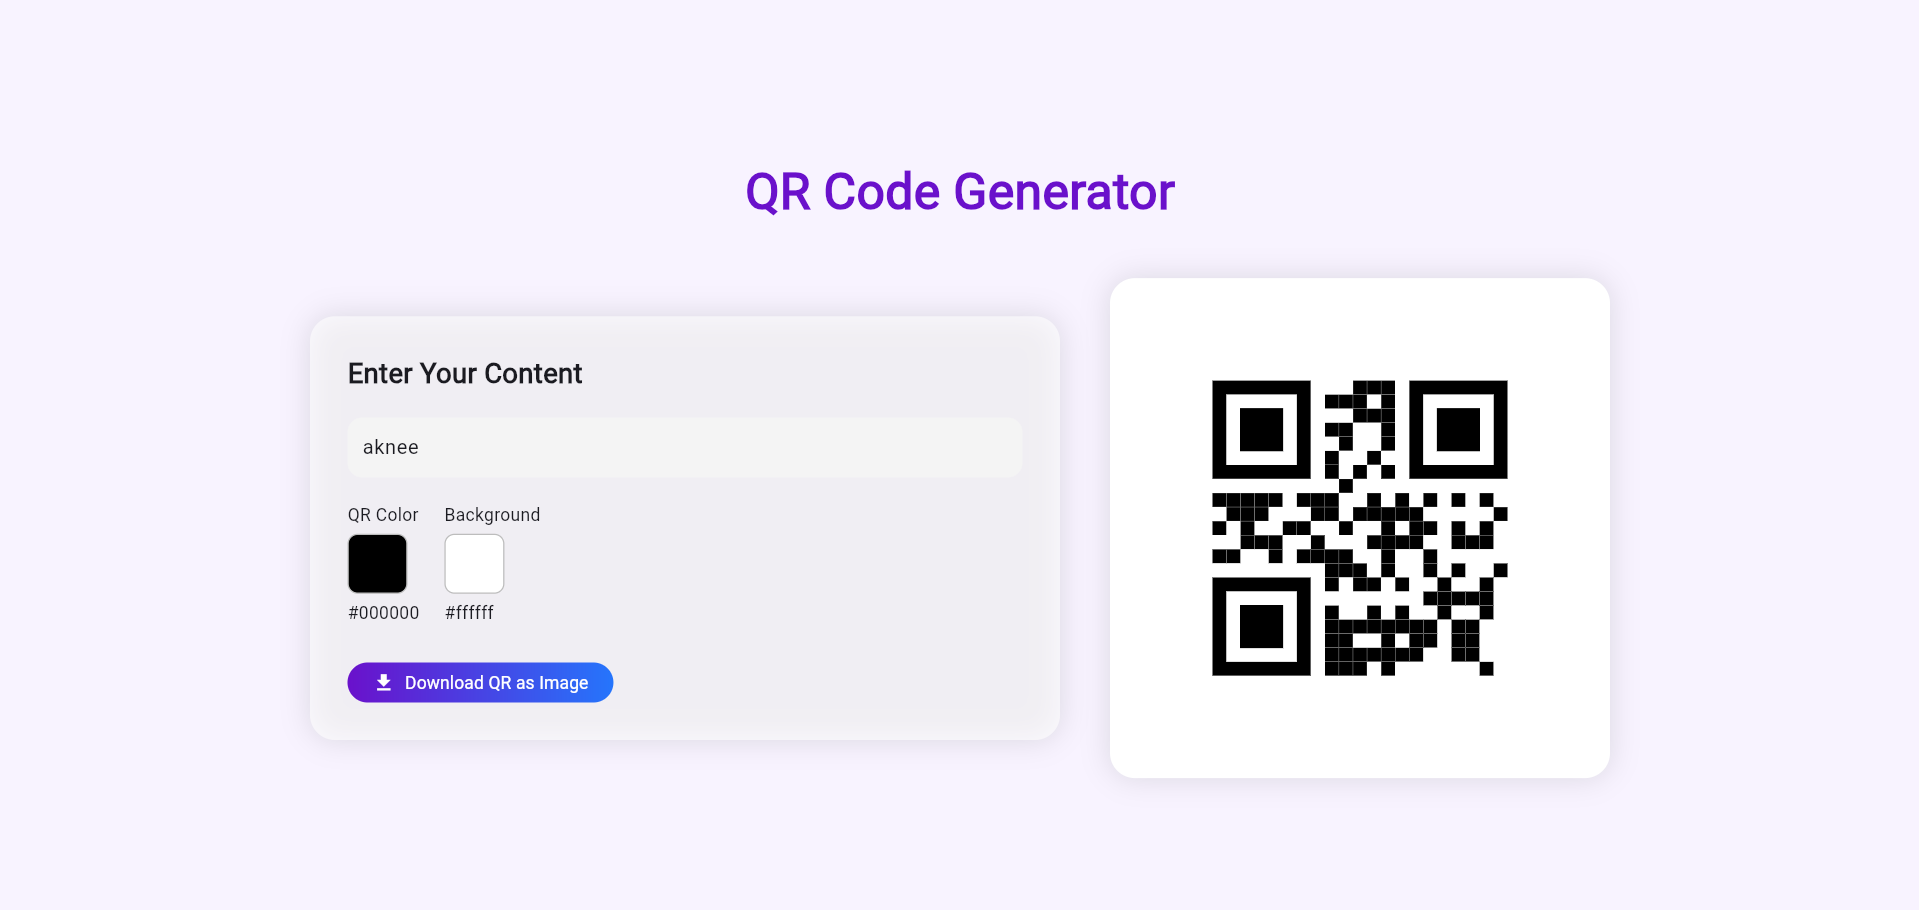 QR Code Generator
Enter Your Content
aknee
QR Color
Background
#000000
#ffffff
Download QR as Image